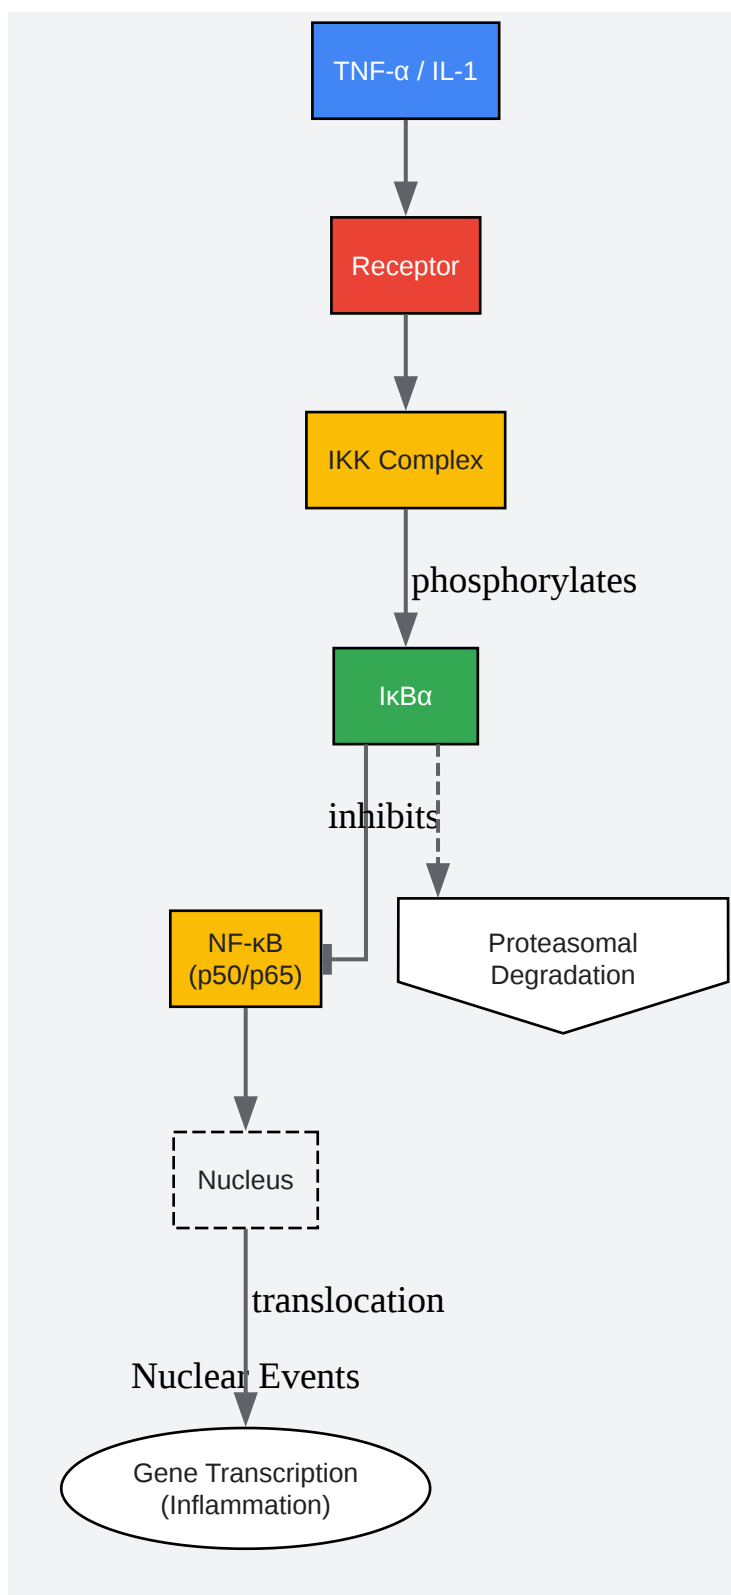 TNF-α / IL-1
Receptor
IKK Complex
phosphorylates
IκBα
inhibits
NF-κB
(p50/p65)
Proteasomal
Degradation
Nucleus
translocation
Nuclear Events
Gene Transcription
(Inflammation)